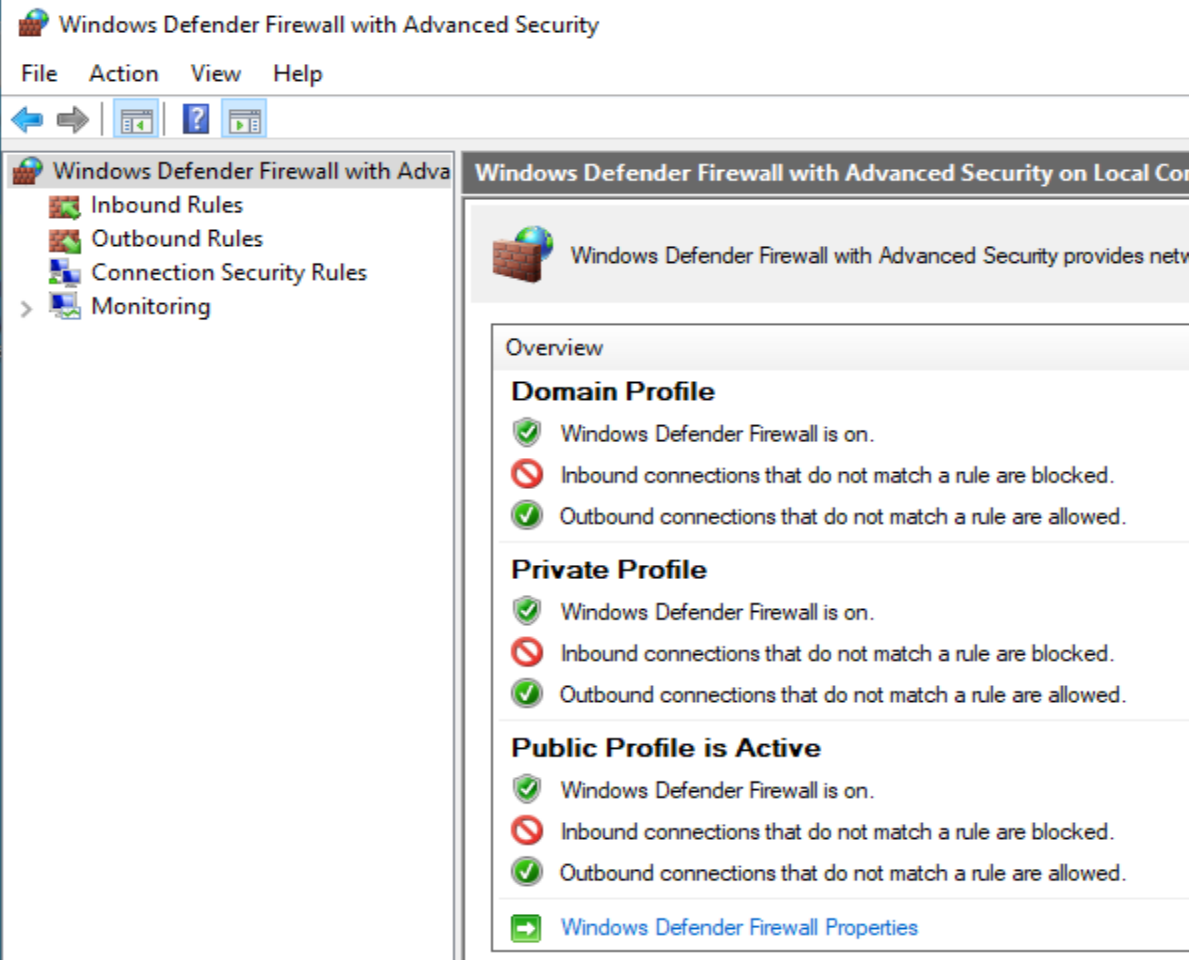 Windows Defender Firewall with Advanced Security
File Action View Help
Windows Defender Firewall with Adva
Inbound Rules
Outbound Rules
Connection Security Rules
Monitoring
Windows Defender Firewall with Advanced Security on Local Con
Windows Defender Firewall with Advanced Security provides netw
Overview
Domain Profile
Windows Defender Firewall is on.
Inbound connections that do not match a rule are blocked.
Outbound connections that do not match a rule are allowed.
Private Profile
Windows Defender Firewall is on.
Inbound connections that do not match a rule are blocked.
Outbound connections that do not match a rule are allowed.
Public Profile is Active
Windows Defender Firewall is on.
Inbound connections that do not match a rule are blocked.
Outbound connections that do not match a rule are allowed.
Windows Defender Firewall Properties